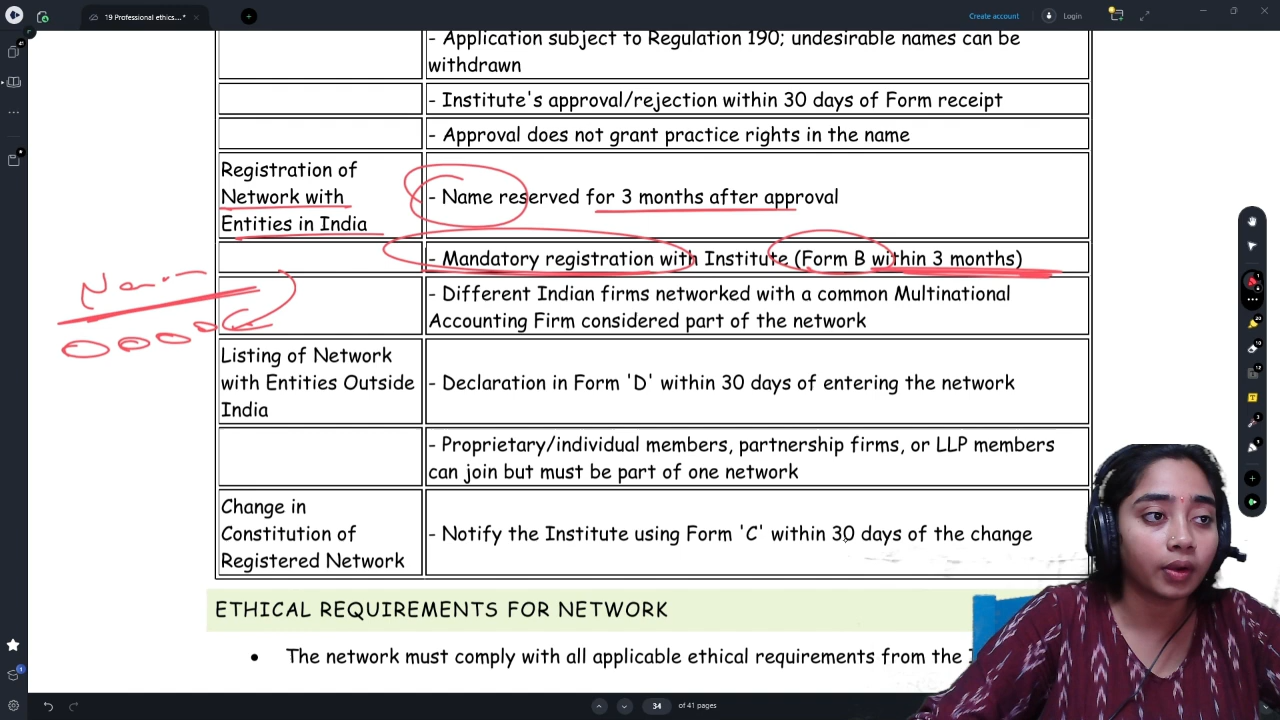 19 Professional ethics....*
Create account
Login
- Application subject to Regulation 190; undesirable names can be
withdrawn
- Institute's approval/rejection within 30 days of Form receipt
- Approval does not grant practice rights in the name
Registration of
Network with
Entities in India
- Name reserved for 3 months after approval
- Mandatory registration with Institute (Form B within 3 months)
- Different Indian firms networked with a common Multinational
Accounting Firm considered part of the network
Listing of Network
with Entities Outside
India
- Declaration in Form 'D' within 30 days of entering the network
- Proprietary/individual members, partnership firms, or LLP members
can join but must be part of one network
Change in
Constitution of
Registered Network
- Notify the Institute using Form 'C' within 30 days of the change
ETHICAL REQUIREMENTS FOR NETWORK
• The network must comply with all applicable ethical requirements from the
34 of 41 pages